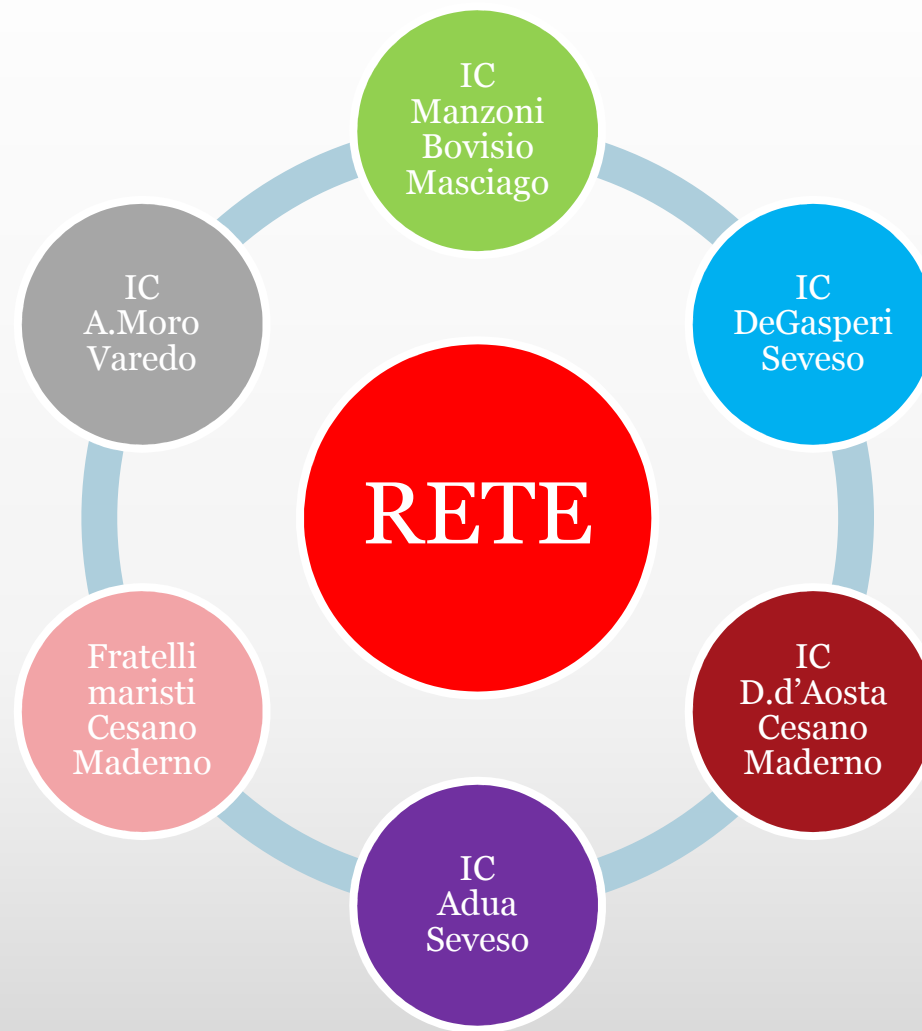 IC
Manzoni
Bovisio
Masciago
IC
A.Moro
Varedo
IC
DeGasperi
Seveso
RETE
Fratelli
maristi
Cesano
Maderno
IC
D.d’Aosta
Cesano
Maderno
IC
Adua
Seveso